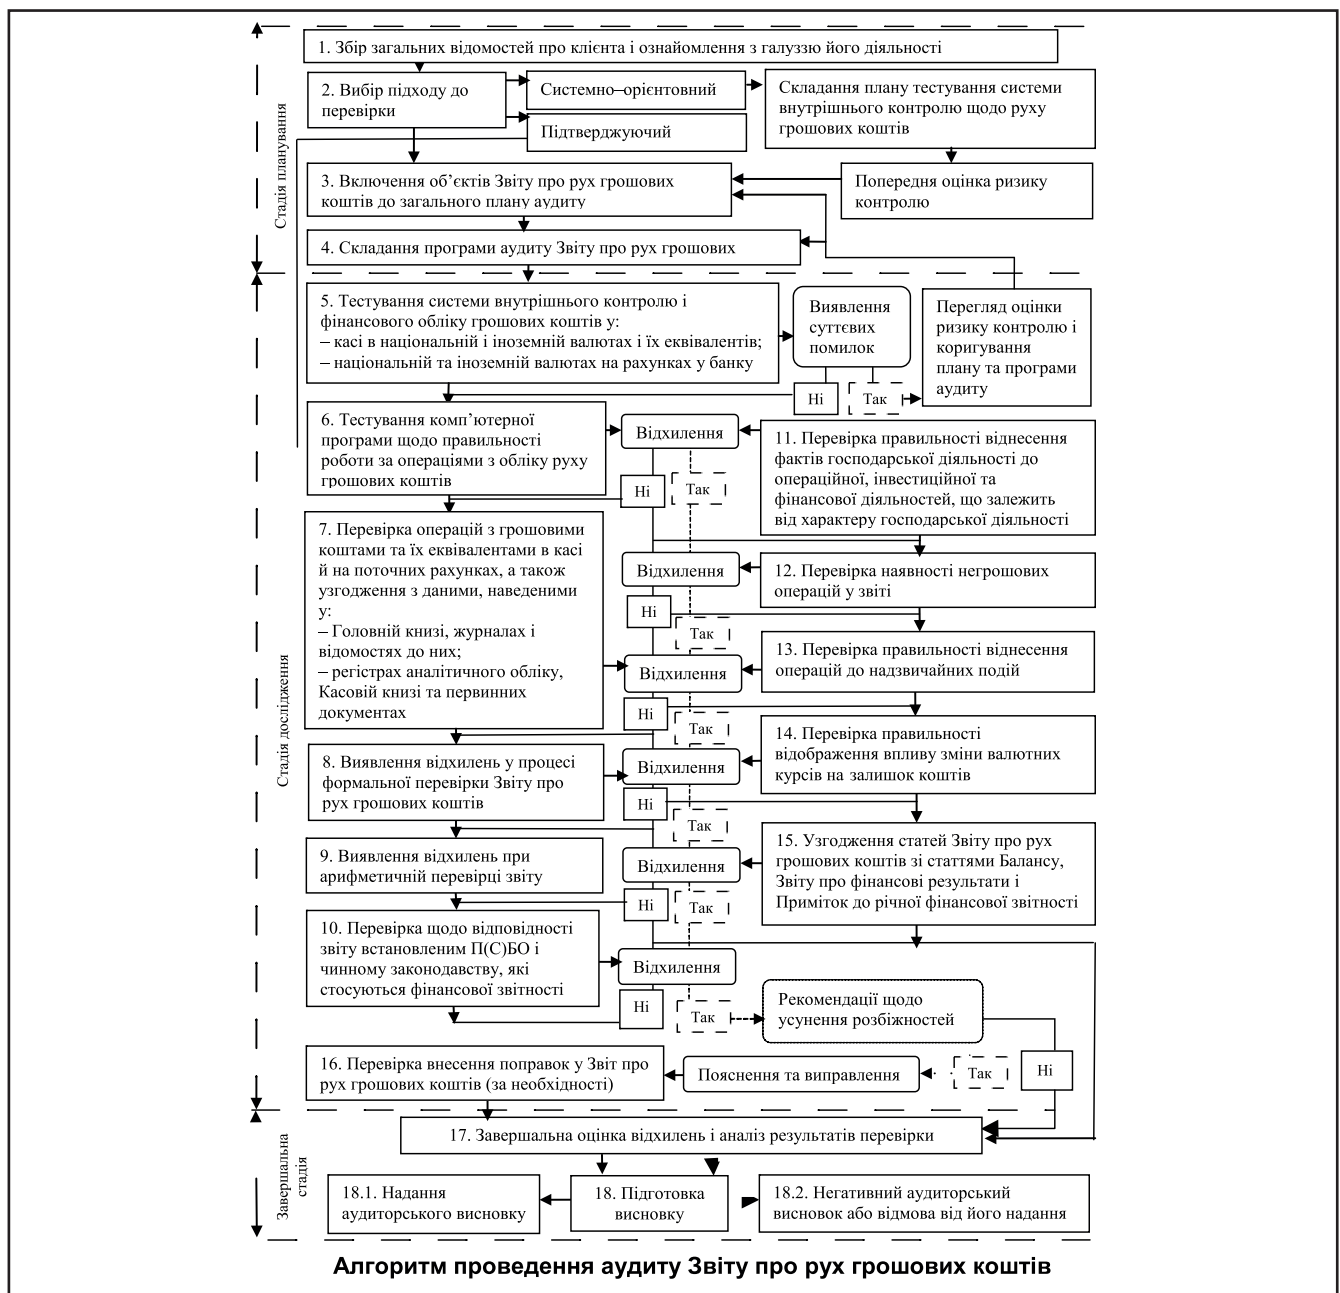 1. Збір загальних відомостей про клієнта і ознайомлення з галуззю його діяльності
2. Вибір підходу до
перевірки
Системно–орієнтовний
Підтверджуючий
Складання плану тестування системи
внутрішнього контролю щодо руху
грошових коштів
Стадія планування
3. Включення об’єктів Звіту про рух грошових
коштів до загального плану аудиту
Попередня оцінка ризику
контролю
4. Складання програми аудиту Звіту про рух грошових
5. Тестування системи внутрішнього контролю і
фінансового обліку грошових коштів у:
– касі в національній і іноземній валютах і їх еквівалентів;
– національній та іноземній валютах на рахунках у банку
Виявлення
суттєвих
помилок
Перегляд оцінки
ризику контролю і
коригування
плану та програми
аудиту
Ні
Так
6. Тестування комп’ютерної
програми щодо правильності
роботи за операціями з обліку руху
грошових коштів
Відхилення
Ні
Так
11. Перевірка правильності віднесення
фактів господарської діяльності до
операційної, інвестиційної та
фінансової діяльностей, що залежить
від характеру господарської діяльності
7. Перевірка операцій з грошовими
коштами та їх еквівалентами в касі
й на поточних рахунках, а також
узгодження з даними, наведеними
у:
– Головній книзі, журналах і
відомостях до них;
– регістрах аналітичного обліку,
Касовій книзі та первинних
документах
Відхилення
Ні
Так
12. Перевірка наявності негрошових
операцій у звіті
Відхилення
Ні
Так
13. Перевірка правильності віднесення
операцій до надзвичайних подій
Стадія дослідження
8. Виявлення відхилень у процесі
формальної перевірки Звіту про
рух грошових коштів
Відхилення
Ні
Так
14. Перевірка правильності
відображення впливу зміни валютних
курсів на залишок коштів
9. Виявлення відхилень при
арифметичній перевірці звіту
Відхилення
Ні
Так
15. Узгодження статей Звіту про рух
грошових коштів зі статтями Балансу,
Звіту про фінансові результати і
Приміток до річної фінансової звітності
10. Перевірка щодо відповідності
звіту встановленим П(С)БО і
чинному законодавству, які
стосуються фінансової звітності
Відхилення
Ні
Так
Рекомендації щодо
усунення розбіжностей
16. Перевірка внесення поправок у Звіт про
рух грошових коштів (за необхідності)
Пояснення та виправлення
Так
Ні
17. Завершальна оцінка відхилень і аналіз результатів перевірки
Завершальна
стадія
18.1. Надання
аудиторського висновку
18. Підготовка
висновку
18.2. Негативний аудиторський
висновок або відмова від його надання
Алгоритм проведення аудиту Звіту про рух грошових коштів